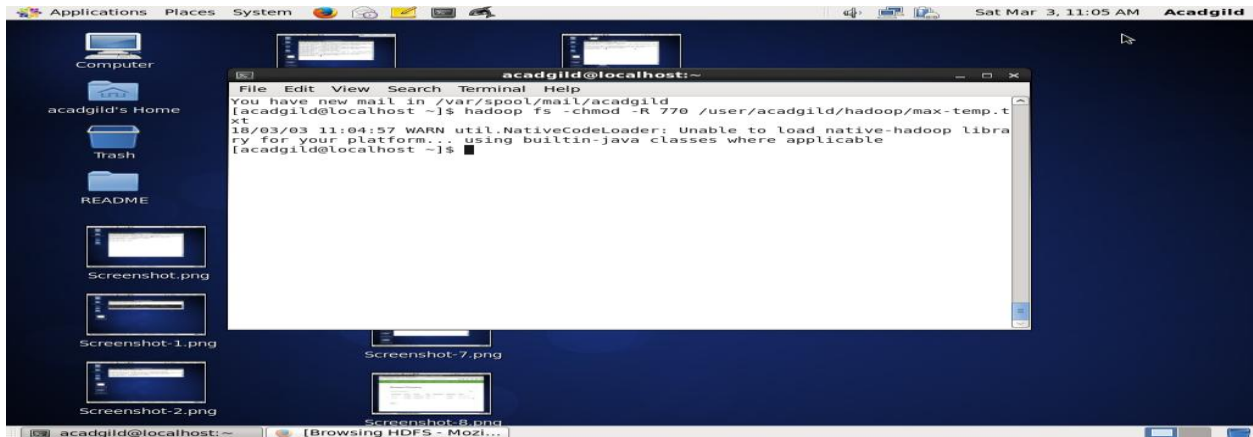 Applications Places System
Sat Mar 3, 11:05 AM Acadgild
Computer
acadgild's Home
Trash
README
Screenshot.png
Screenshot-1.png
Screenshot-2.png
Screenshot-7.png
Screenshot-8.png
acadgild@localhost:~
File Edit View Search Terminal Help
You have new mail in /var/spool/mail/acadgild
[acadgild@localhost ~]$ hadoop fs -chmod -R 770 /user/acadgild/hadoop/max-temp.t
xt
18/03/03 11:04:57 WARN util.NativeCodeLoader: Unable to load native-hadoop libra
ry for your platform... using builtin-java classes where applicable
[acadgild@localhost ~]$
acadgild@localhost:~
[Browsing HDFS - Mozi...